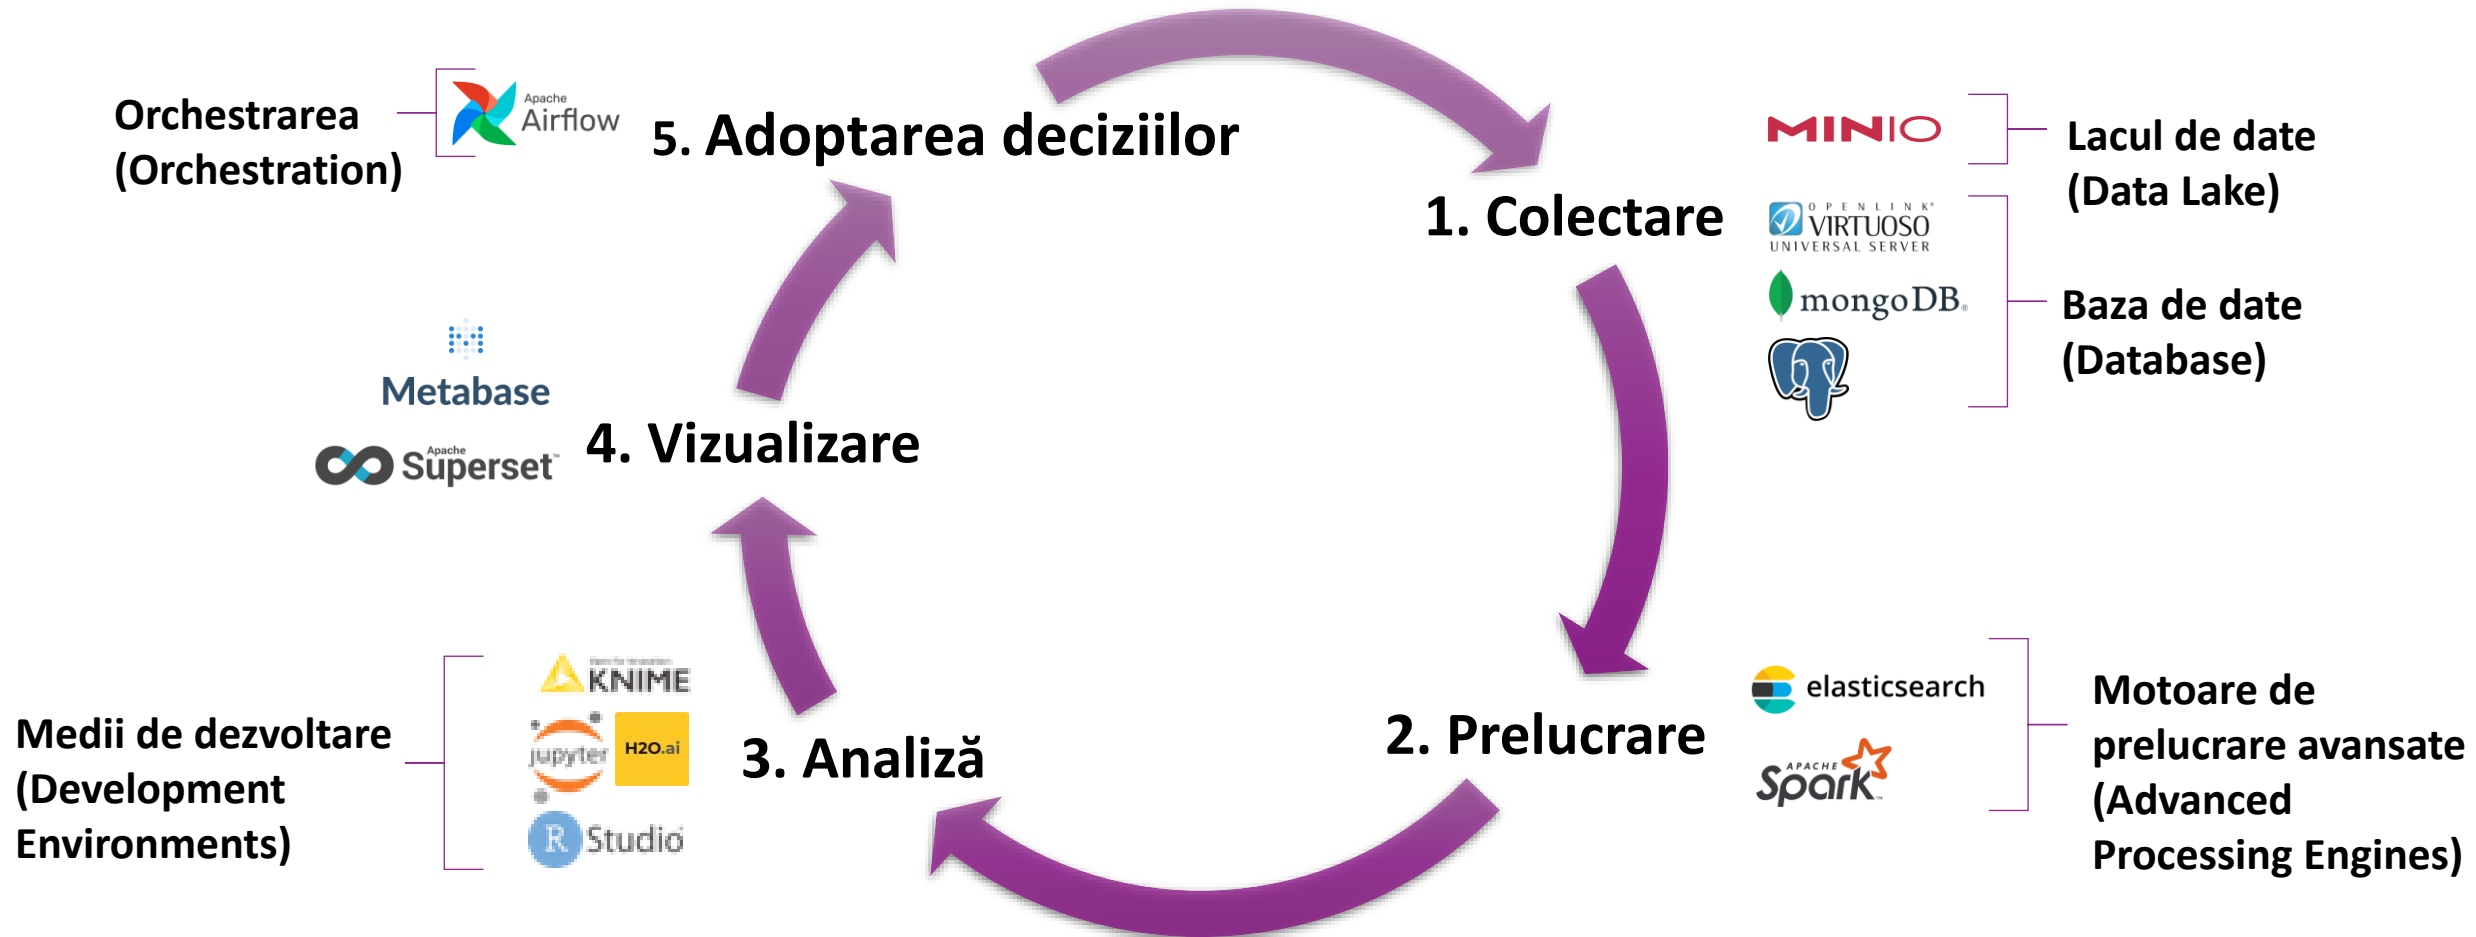 Orchestrarea
(Orchestration)
Apache
Airflow
5. Adoptarea deciziilor
MINIO
Lacul de date
(Data Lake)
1. Colectare
OPENLINK®
VIRTUOSO
UNIVERSAL SERVER
mongoDB®
Baza de date
(Database)
Metabase
Apache
Superset™
4. Vizualizare
elasticsearch
APACHE
Spark™
Motoare de
prelucrare avansate
(Advanced
Processing Engines)
2. Prelucrare
KNIME
jupyter
H2O.ai
R Studio
3. Analiză
Medii de dezvoltare
(Development
Environments)